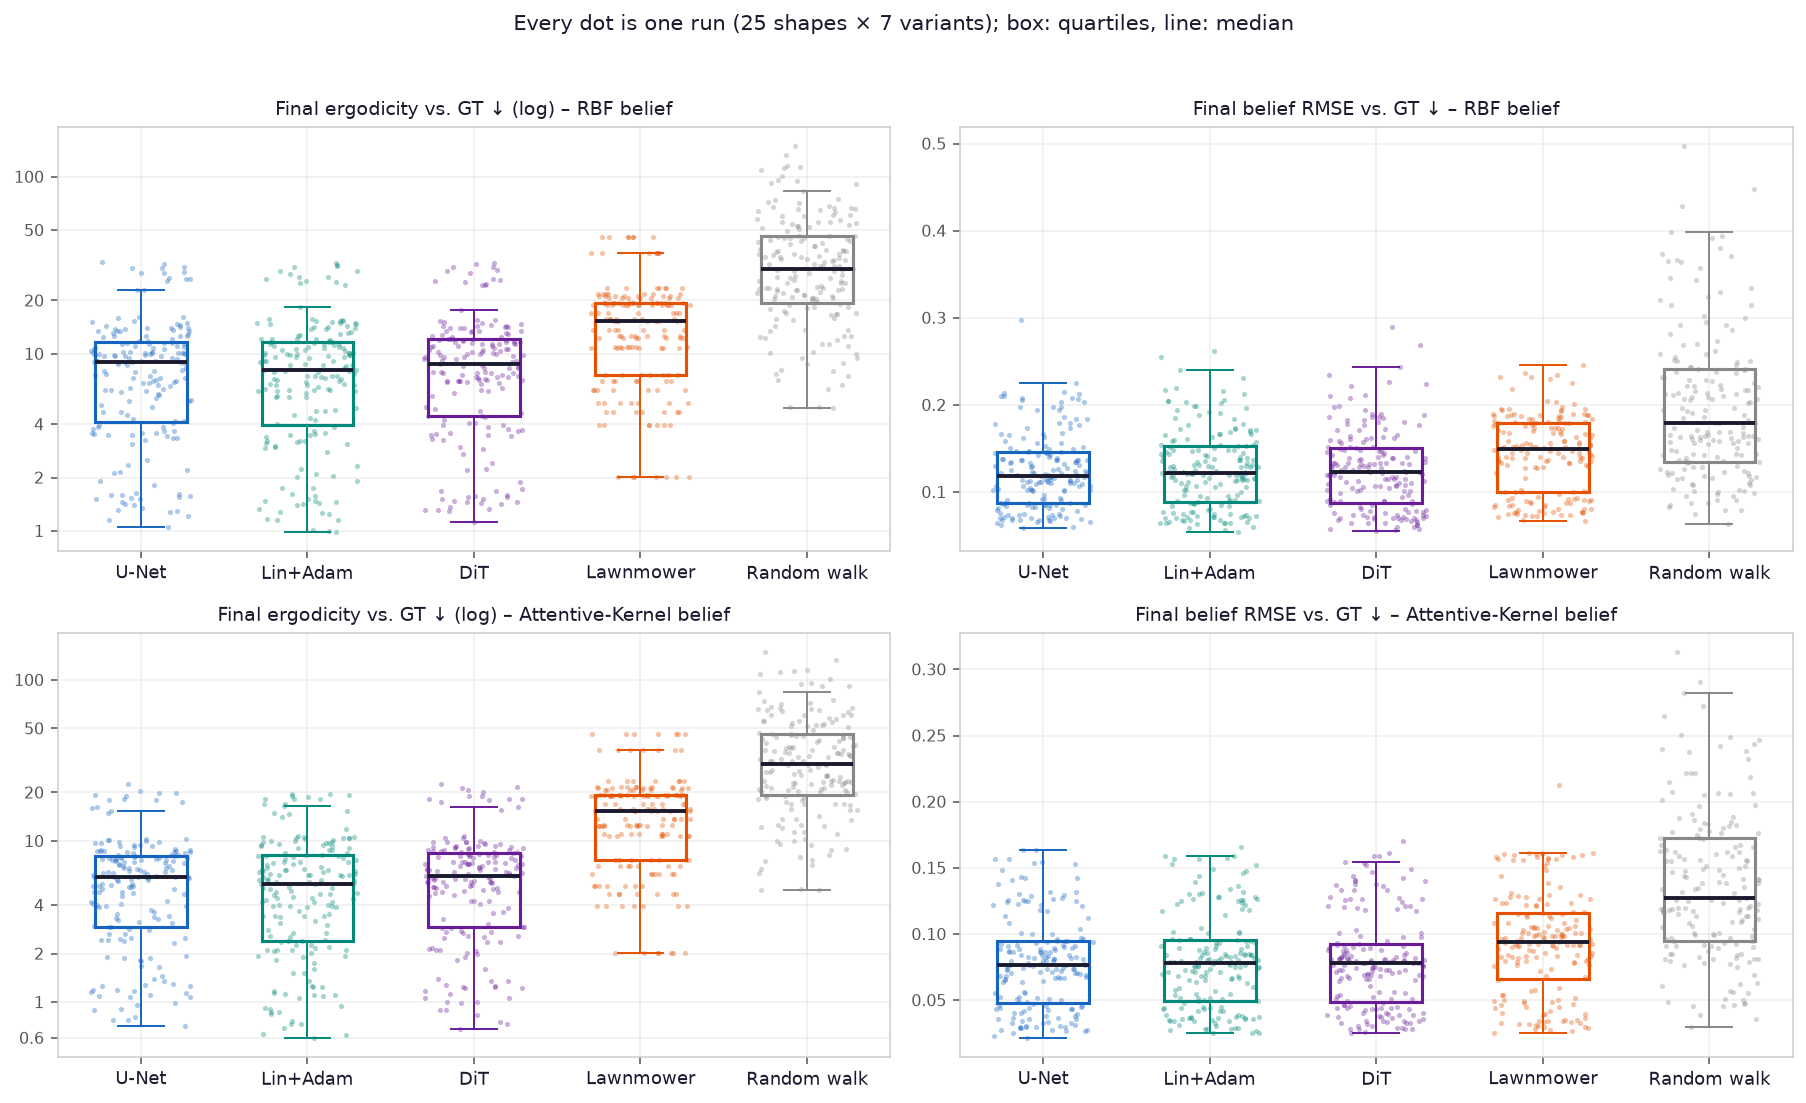 Every dot is one run (25 shapes × 7 variants); box: quartiles, line: median
Final ergodicity vs. GT ↓ (log) – RBF belief
100
50
20
10
4
2
1
U-Net Lin+Adam DiT Lawnmower Random walk
Final belief RMSE vs. GT ↓ – RBF belief
0.5
0.4
0.3
0.2
0.1
U-Net Lin+Adam DiT Lawnmower Random walk
Final ergodicity vs. GT ↓ (log) – Attentive-Kernel belief
100
50
20
10
4
2
1
0.6
U-Net Lin+Adam DiT Lawnmower Random walk
Final belief RMSE vs. GT ↓ – Attentive-Kernel belief
0.30
0.25
0.20
0.15
0.10
0.05
U-Net Lin+Adam DiT Lawnmower Random walk